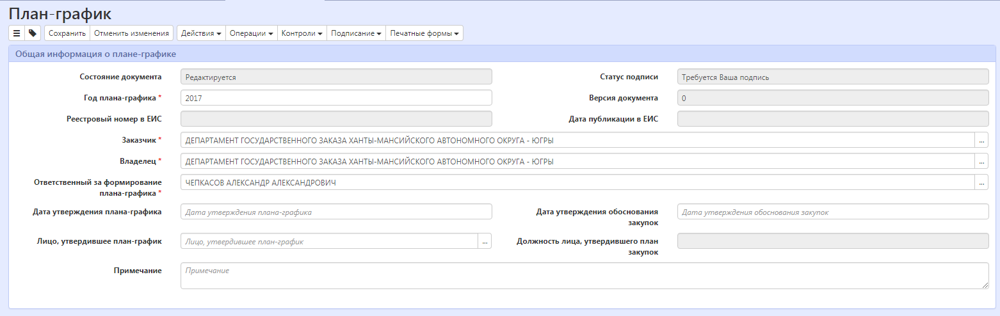 План-график
Сохранить Отменить изменения Действия Операции Контроли Подписание Печатные формы
Общая информация о плане-графике
Состояние документа Редактируется Статус подписи Требуется Ваша подпись
Год плана-графика * 2017 Версия документа 0
Реестровый номер в ЕИС Дата публикации в ЕИС
Заказчик * ДЕПАРТАМЕНТ ГОСУДАРСТВЕННОГО ЗАКАЗА ХАНТЫ-МАНСИЙСКОГО АВТОНОМНОГО ОКРУГА - ЮГРЫ ...
Владелец * ДЕПАРТАМЕНТ ГОСУДАРСТВЕННОГО ЗАКАЗА ХАНТЫ-МАНСИЙСКОГО АВТОНОМНОГО ОКРУГА - ЮГРЫ ...
Ответственный за формирование
плана-графика * ЧЕПКАСОВ АЛЕКСАНДР АЛЕКСАНДРОВИЧ ...
Дата утверждения плана-графика Дата утверждения плана-графика Дата утверждения обоснования
закупок Дата утверждения обоснования закупок
Лицо, утвердившее план-график Лицо, утвердившее план-график ... Должность лица, утвердившего план
закупок
Примечание Примечание